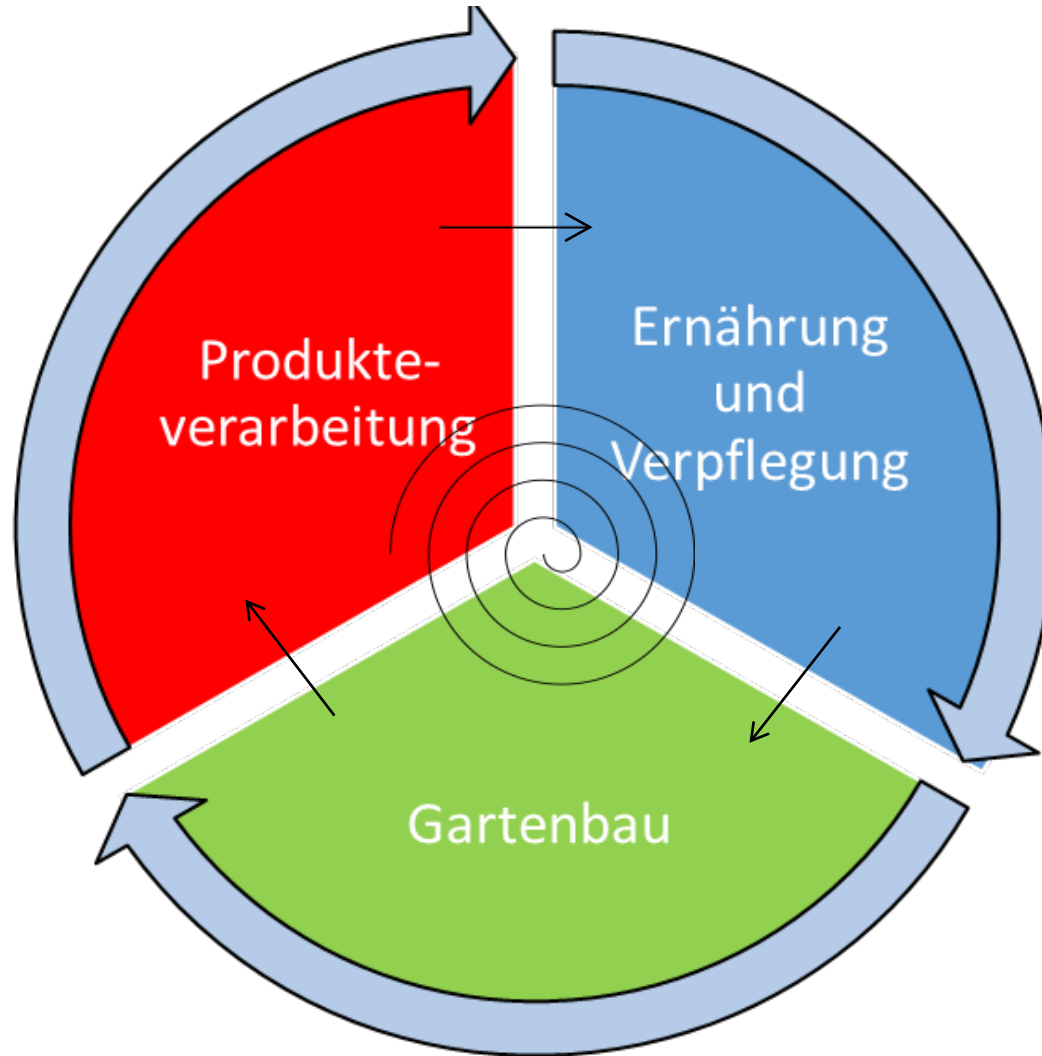 Produkte-
verarbeitung
Ernährung
und
Verpflegung
Gartenbau